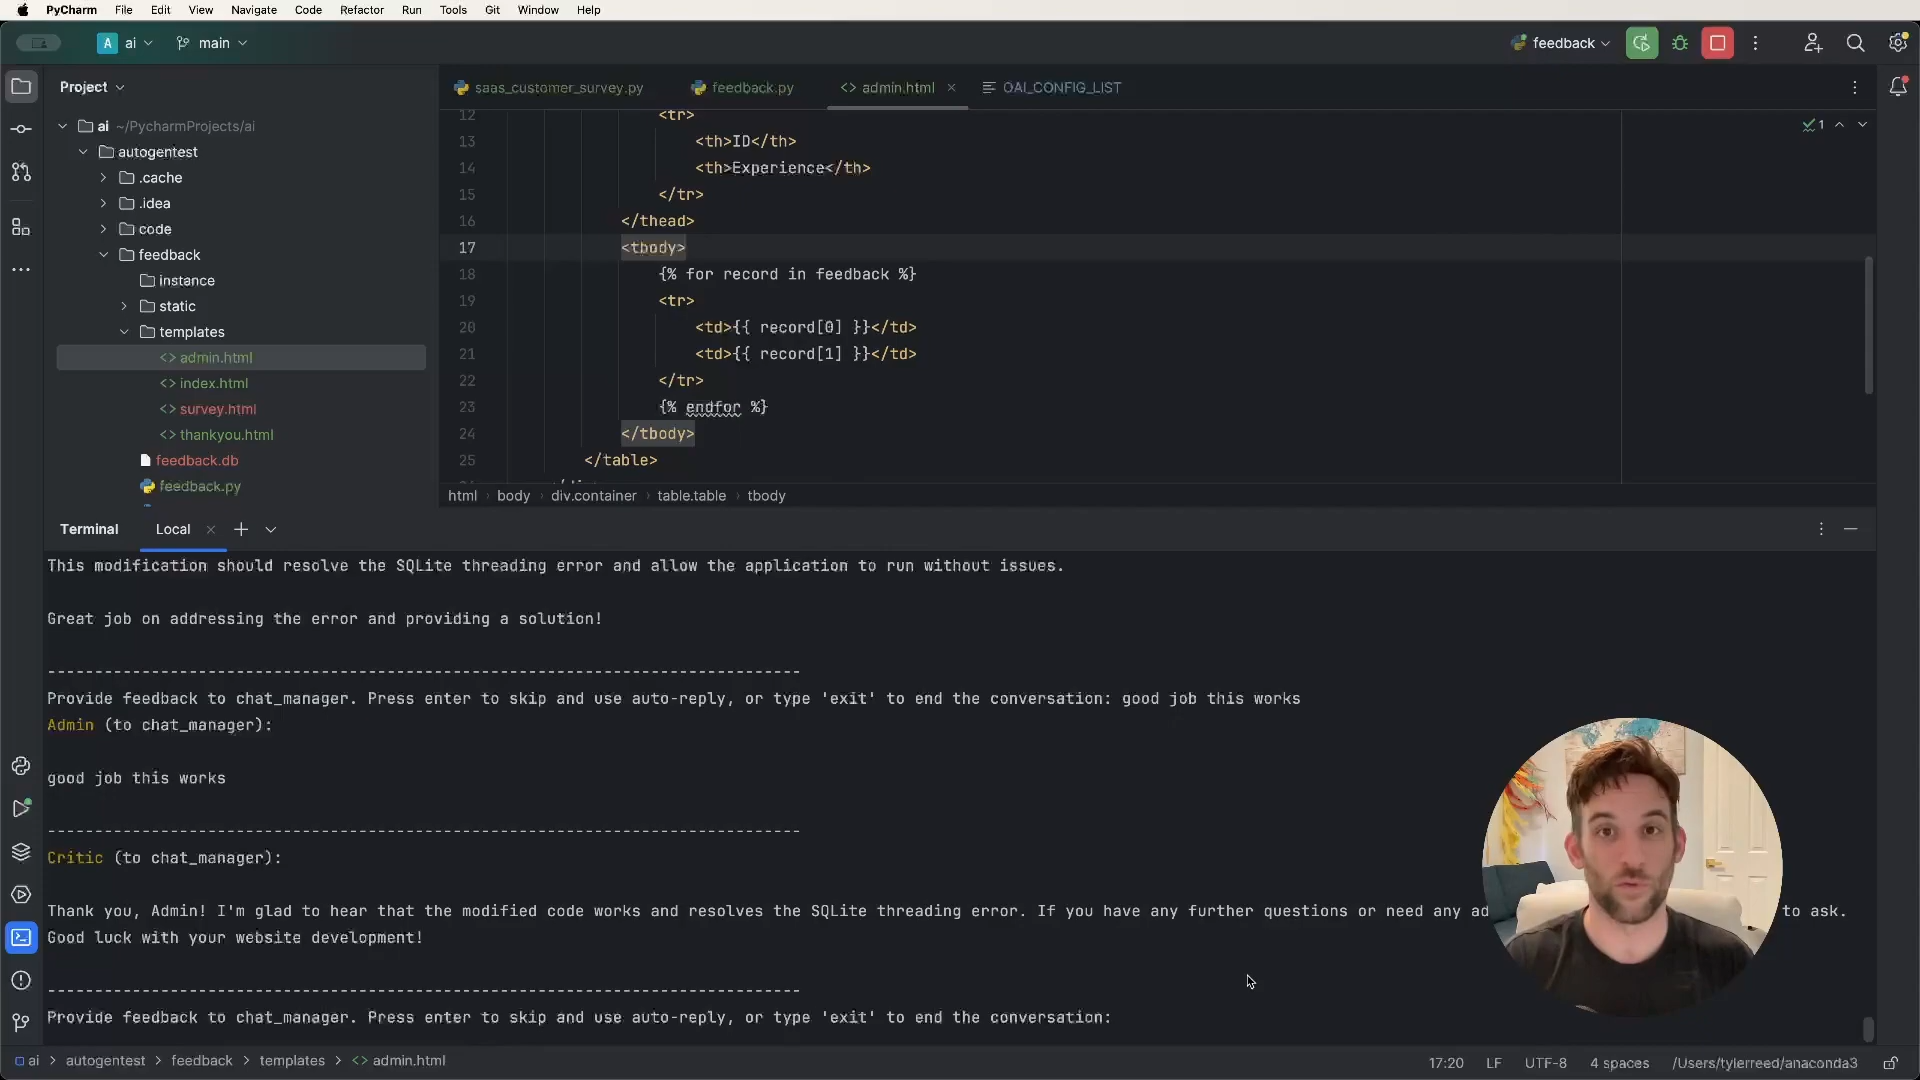 PyCharm File Edit View Navigate Code Refactor Run Tools Git Window Help
A ai main feedback
Project
saas_customer_survey.py feedback.py <> admin.html OAI_CONFIG_LIST
ai ~/PycharmProjects/ai
autogentest
.cache
.idea
code
feedback
instance
static
templates
<> admin.html
<> index.html
<> survey.html
<> thankyou.html
feedback.db
feedback.py
12 <tr>
13 <th>ID</th>
14 <th>Experience</th>
15 </tr>
16 </thead>
17 <tbody>
18 {% for record in feedback %}
19 <tr>
20 <td>{{ record[0] }}</td>
21 <td>{{ record[1] }}</td>
22 </tr>
23 {% endfor %}
24 </tbody>
25 </table>
1
html › body › div.container › table.table › tbody
Terminal Local
This modification should resolve the SQLite threading error and allow the application to run without issues.
Great job on addressing the error and providing a solution!
--------------------------------------------------------------------------------
Provide feedback to chat_manager. Press enter to skip and use auto-reply, or type 'exit' to end the conversation: good job this works
Admin (to chat_manager):
good job this works
--------------------------------------------------------------------------------
Critic (to chat_manager):
Thank you, Admin! I'm glad to hear that the modified code works and resolves the SQLite threading error. If you have any further questions or need any ad to ask.
Good luck with your website development!
--------------------------------------------------------------------------------
Provide feedback to chat_manager. Press enter to skip and use auto-reply, or type 'exit' to end the conversation:
ai > autogentest > feedback > templates > <> admin.html 17:20 LF UTF-8 4 spaces /Users/tylerreed/anaconda3